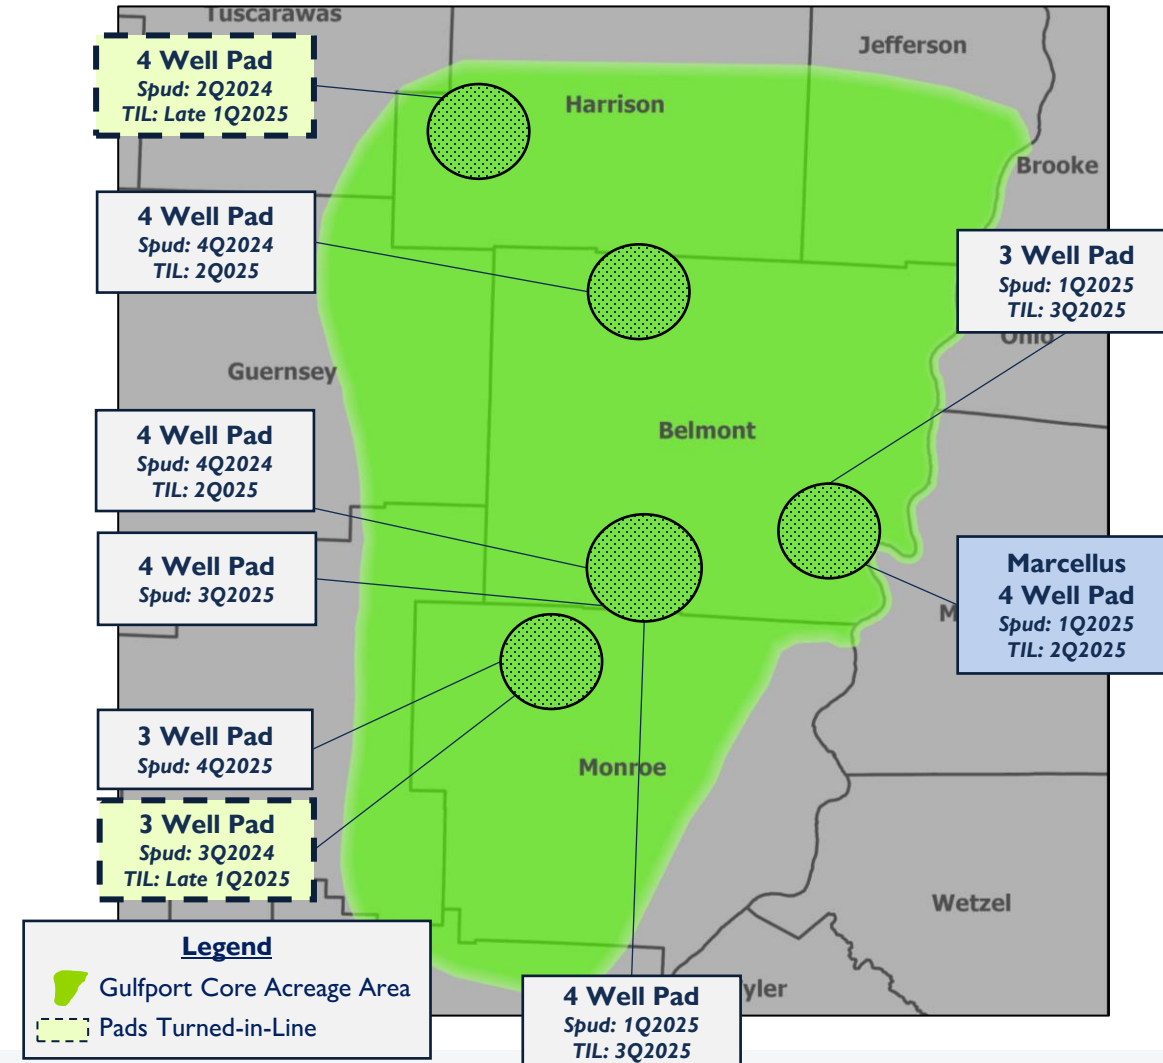 Tuscarawas
Jefferson
Harrison
Brooke
4 Well Pad
Spud: 2Q2024
TIL: Late 1Q2025
4 Well Pad
Spud: 4Q2024
TIL: 2Q025
3 Well Pad
Spud: 1Q2025
TIL: 3Q2025
Ohio
Guernsey
Belmont
4 Well Pad
Spud: 4Q2024
TIL: 2Q025
4 Well Pad
Spud: 3Q2025
Marcellus
4 Well Pad
Spud: 1Q2025
TIL: 2Q2025
M
3 Well Pad
Spud: 4Q2025
Monroe
3 Well Pad
Spud: 3Q2024
TIL: Late 1Q2025
Wetzel
Legend
Gulfport Core Acreage Area
Pads Turned-in-Line
yler
4 Well Pad
Spud: 1Q2025
TIL: 3Q2025